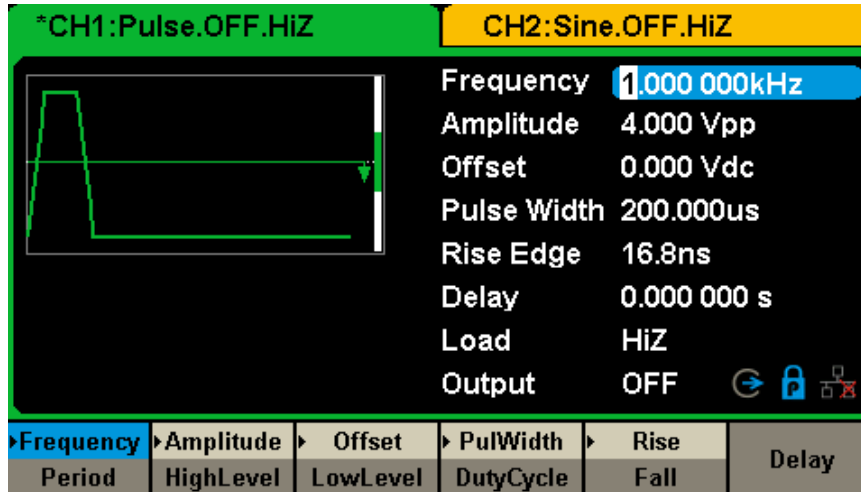 *CH1:Pulse.OFF.HiZ CH2:Sine.OFF.HiZ
Frequency 1.000 000kHz
Amplitude 4.000 Vpp
Offset 0.000 Vdc
Pulse Width 200.000us
Rise Edge 16.8ns
Delay 0.000 000 s
Load HiZ
Output OFF P
Frequency Amplitude Offset PulWidth Rise Delay
Period HighLevel LowLevel DutyCycle Fall